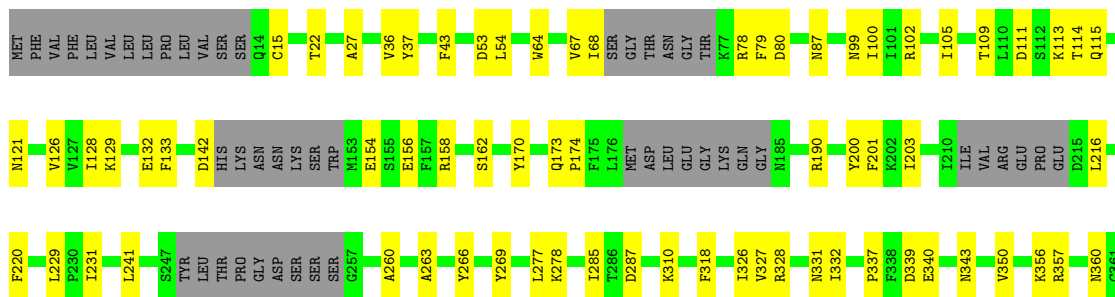 MET PHE VAL PHE LEU VAL LEU LEU PRO LEU VAL SER SER Q14 C15 T22 A27 V36 Y37 F43 D53 L54 W64 V67 I68 SER GLY THR ASN GLY THR K77 R78 F79 D80 N87 N99 I100 I101 R102 I105 T109 L110 D111 S112 K113 T114 Q115
N121 V126 V127 I128 K129 E132 F133 D142 HIS LYS ASN ASN LYS SER TRP M153 E154 S155 E156 F157 R158 S162 Y170 Q173 P174 F175 L176 MET ASP LEU GLU GLY LYS GLN GLY N185 R190 Y200 F201 K202 I203 I210 ILE VAL ARG GLU PRO GLU D215 L216
F220 L229 P230 I231 L241 S247 TYR LEU THR PRO GLY ASP SER SER SER G257 A260 A263 Y266 Y269 L277 K278 I285 T286 D287 K310 F318 I326 V327 R328 N331 I332 P337 F338 D339 E340 N343 V350 K356 R357 N360 C361